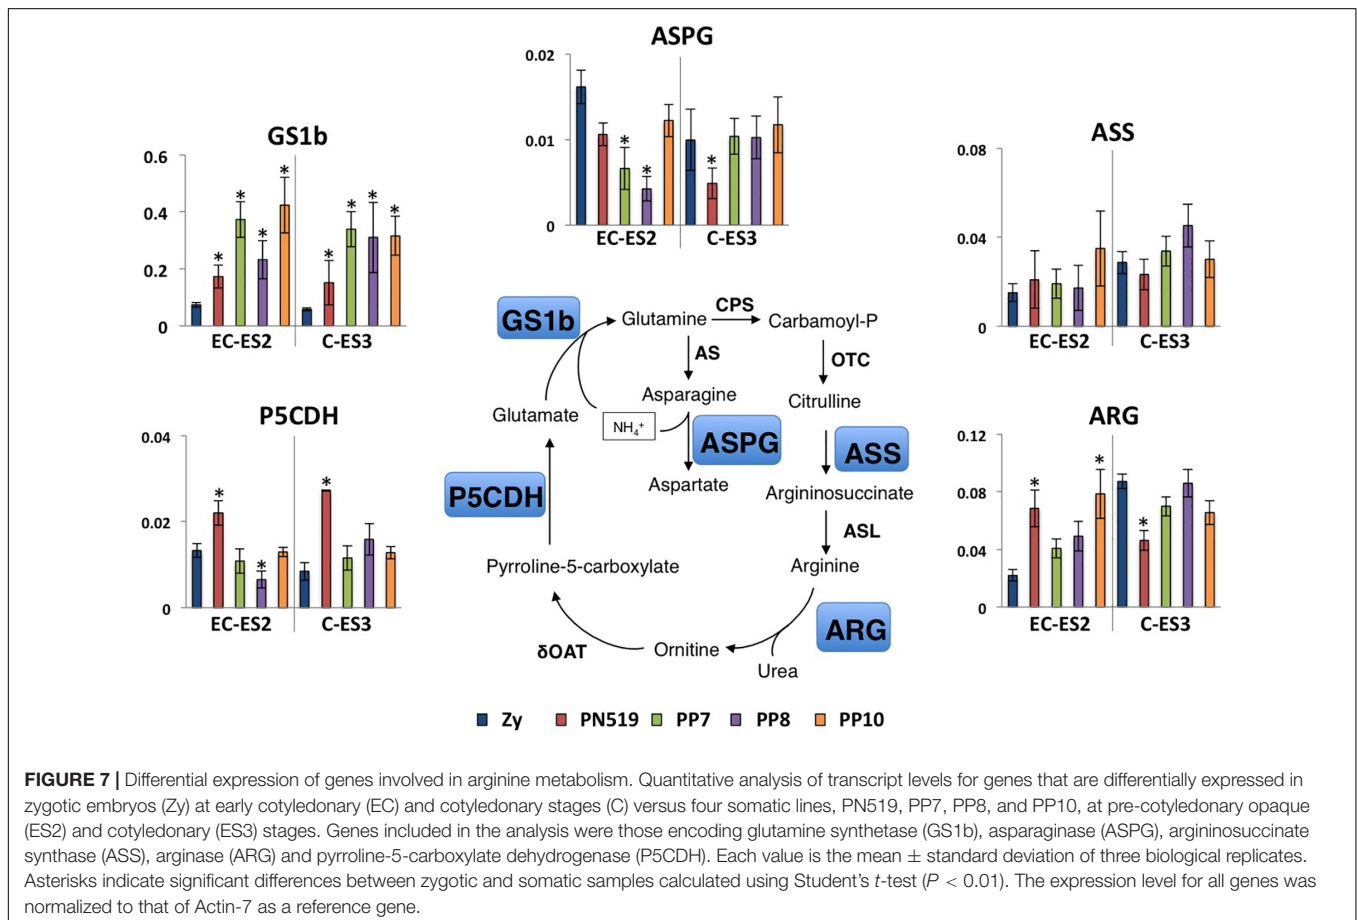 ASPG
0.02
0.01
0
EC-ES2 C-ES3
GS1b
0.6
0.4
0.2
0
EC-ES2 C-ES3
ASS
0.08
0.04
0
EC-ES2 C-ES3
P5CDH
0.04
0.02
0
EC-ES2 C-ES3
ARG
0.12
0.08
0.04
0
EC-ES2 C-ES3
GS1b
Glutamine CPS Carbamoyl-P
AS OTC
Asparagine Citrulline
Glutamate NH4+ ASPG ASS
P5CDH Aspartate Argininosuccinate
ASL
Pyrroline-5-carboxylate Arginine
ARG
δOAT Ornitine
Urea
Zy PN519 PP7 PP8 PP10
FIGURE 7 | Differential expression of genes involved in arginine metabolism. Quantitative analysis of transcript levels for genes that are differentially expressed in
zygotic embryos (Zy) at early cotyledonary (EC) and cotyledonary stages (C) versus four somatic lines, PN519, PP7, PP8, and PP10, at pre-cotyledonary opaque
(ES2) and cotyledonary (ES3) stages. Genes included in the analysis were those encoding glutamine synthetase (GS1b), asparaginase (ASPG), argininosuccinate
synthase (ASS), arginase (ARG) and pyrroline-5-carboxylate dehydrogenase (P5CDH). Each value is the mean ± standard deviation of three biological replicates.
Asterisks indicate significant differences between zygotic and somatic samples calculated using Student's t-test (P < 0.01). The expression level for all genes was
normalized to that of Actin-7 as a reference gene.